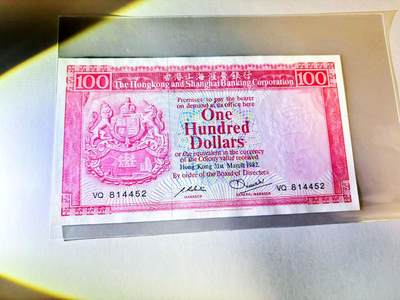 香港上海滙豐銀行
100 The Hongkong and Shanghai Banking Corporation 100
Promises to pay the bearer
on demand at its office here
One
Hundred
Dollars
or the equivalent in the currency
of the Colony value received
Hong Kong 31st March 1982.
By order of the Board of Directors
VQ 814452
VQ 814452
MANAGER
GENERAL MANAGER